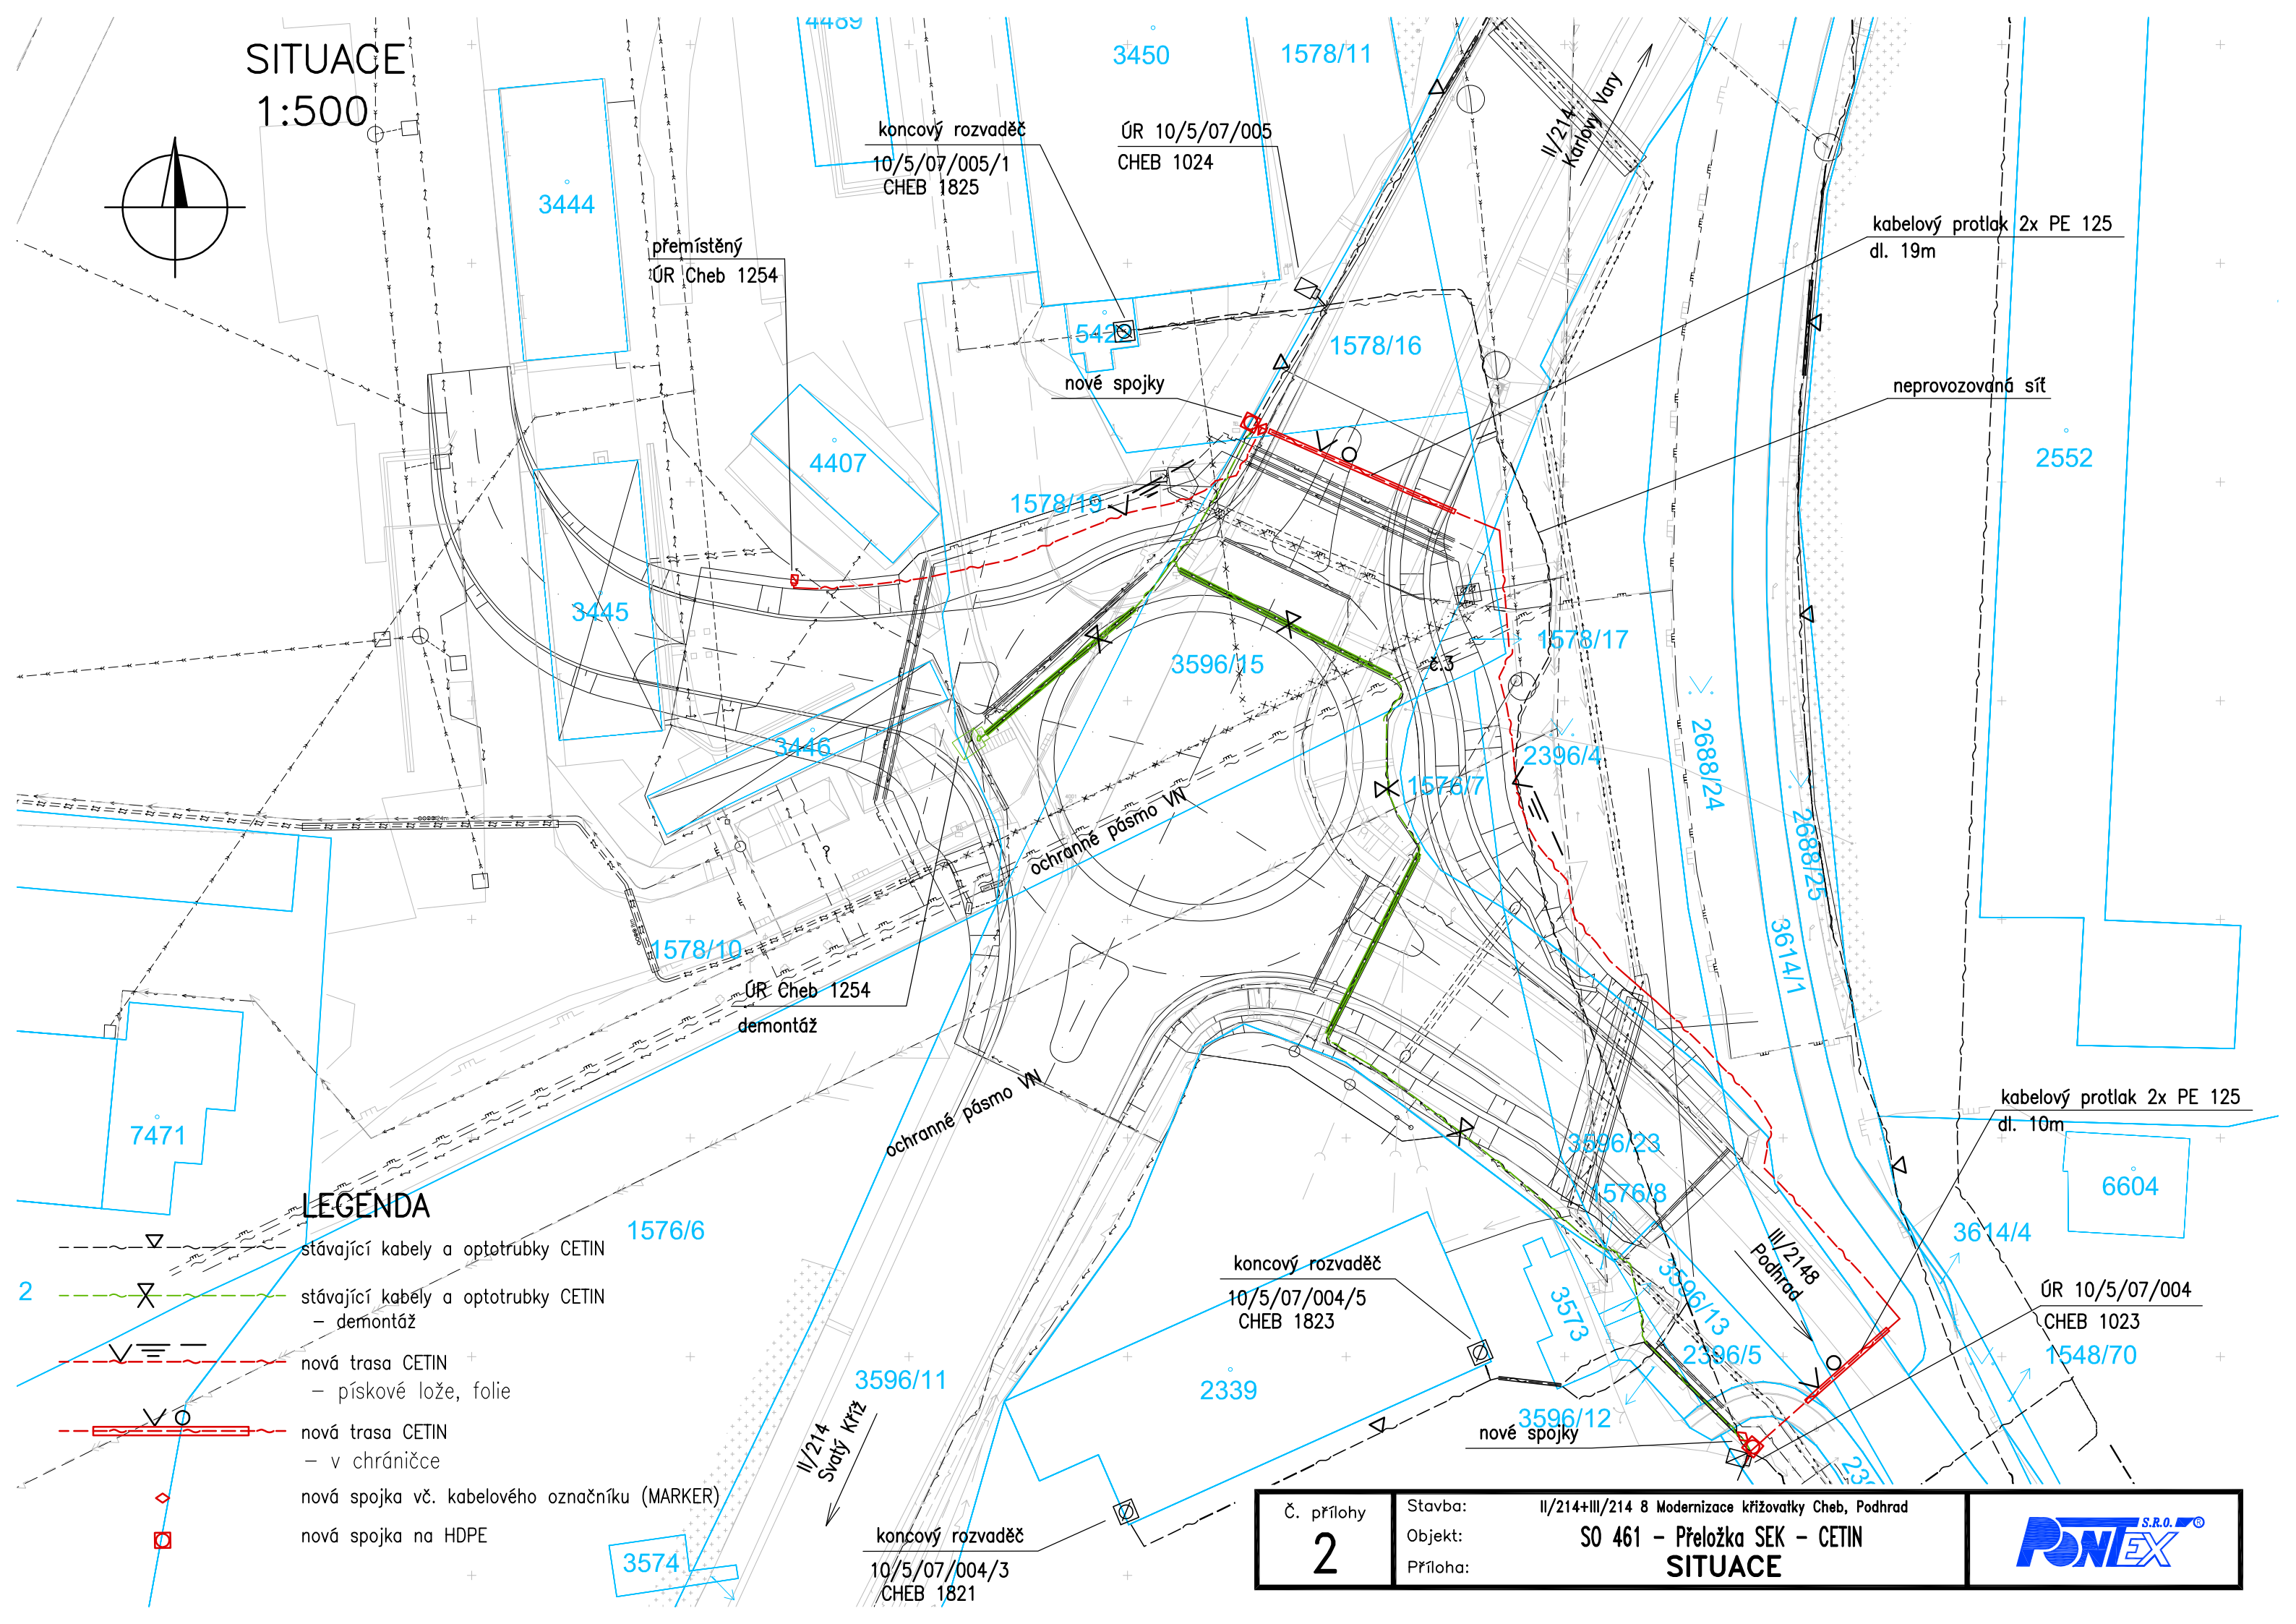 SITUACE
1:500
4489
3450
1578/11
II/214
Karlovy Vary
koncový rozvaděč
10/5/07/005/1
CHEB 1825
ÚR 10/5/07/005
CHEB 1024
3444
přemístěný
ÚR Cheb 1254
kabelový protlak 2x PE 125
dl. 19m
1578/16
nové spojky
neprovozovaná síť
2552
4407
1578/19
3445
3596/15
č.3
1578/17
3446
2396/4
1576/7
2688/24
2688/25
3614/1
ochranné pásmo VN
1578/10
ÚR Cheb 1254
demontáž
ochranné pásmo VN
7471
kabelový protlak 2x PE 125
dl. 10m
3596/23
1576/8
6604
3614/4
1576/6
2
LEGENDA
stávající kabely a optotrubky CETIN
stávající kabely a optotrubky CETIN
– demontáž
nová trasa CETIN
– pískové lože, folie
nová trasa CETIN
– v chráničce
nová spojka vč. kabelového označníku (MARKER)
nová spojka na HDPE
koncový rozvaděč
10/5/07/004/5
CHEB 1823
3573
3596/13
III/2148
Podhrad
ÚR 10/5/07/004
CHEB 1023
2396/5
1548/70
3596/11
2339
3596/12
nové spojky
II/214
Svatý Kříž
koncový rozvaděč
10/5/07/004/3
CHEB 1821
3574
Č. přílohy
2
Stavba: II/214+III/214 8 Modernizace křižovatky Cheb, Podhrad
Objekt: SO 461 – Přeložka SEK – CETIN
Příloha: SITUACE
PONTEX S.R.O. ®